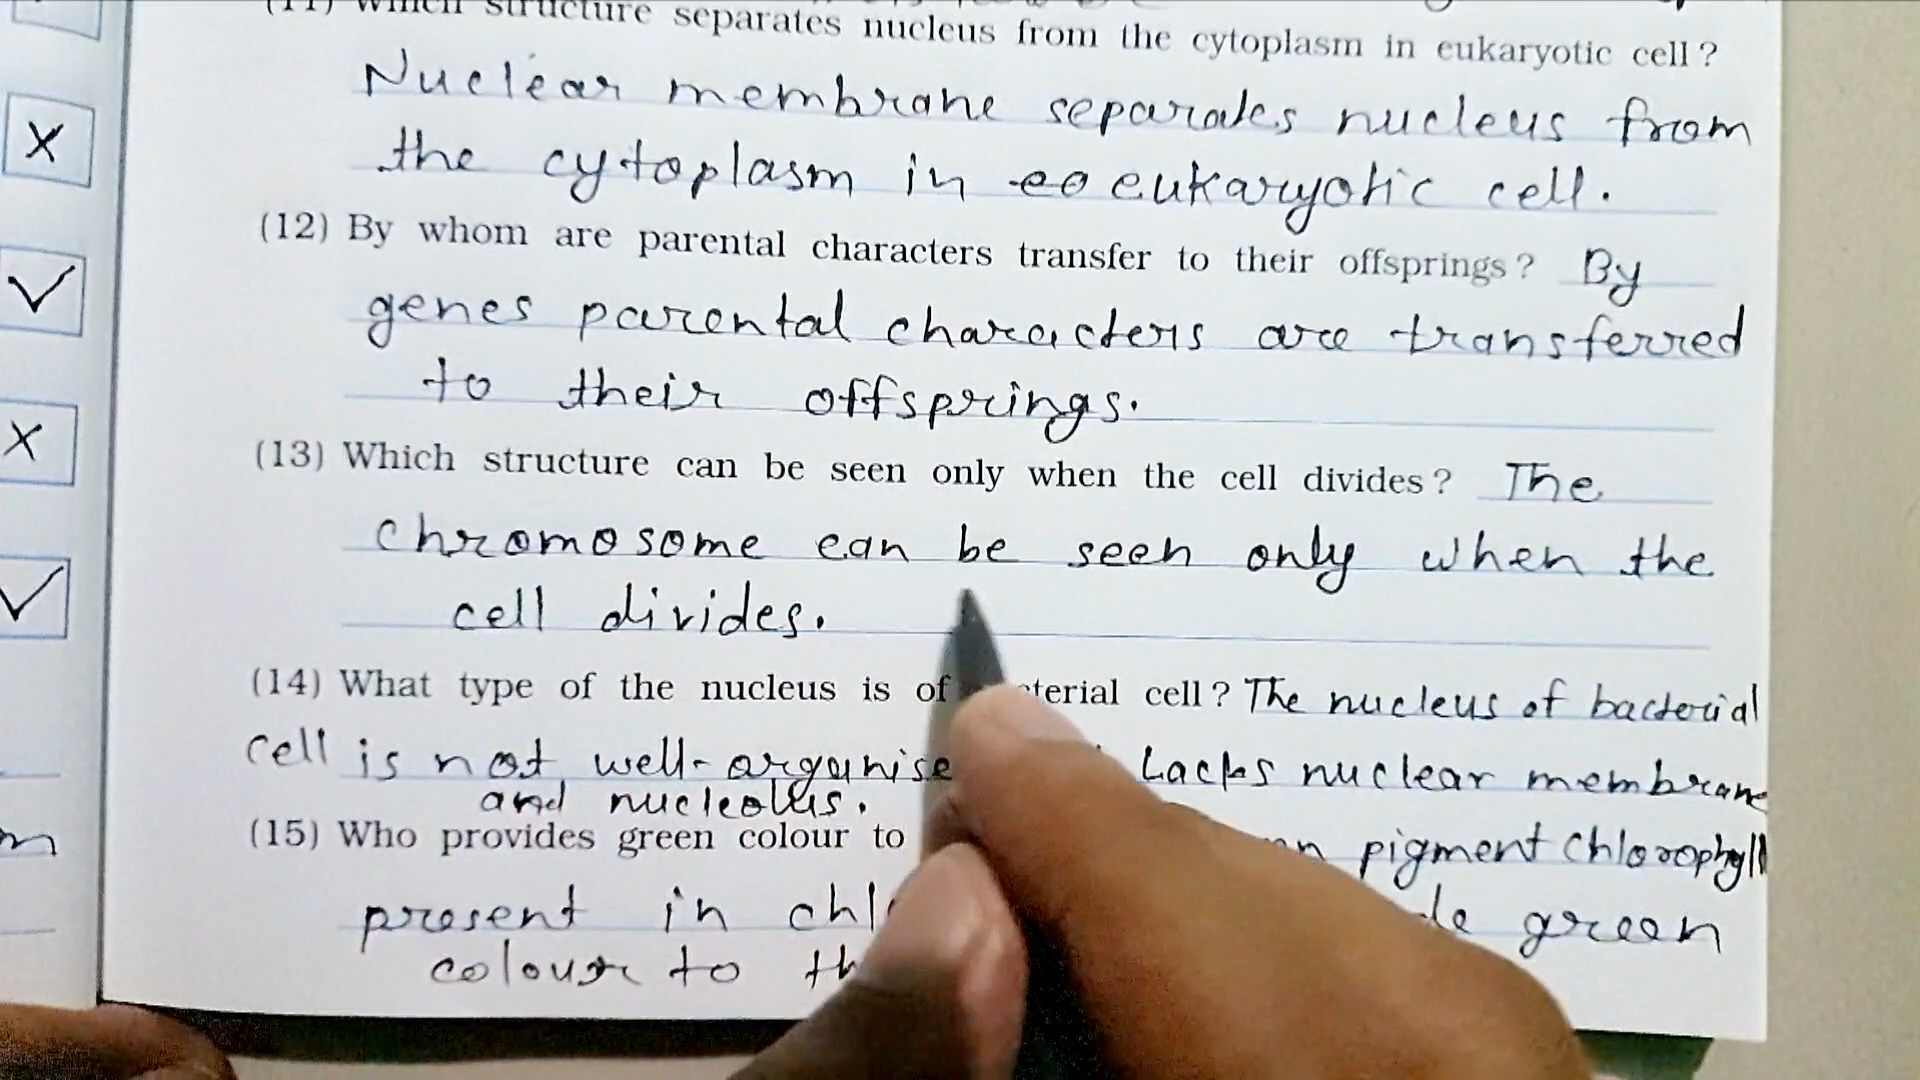 (11) Which structure separates nucleus from the cytoplasm in eukaryotic cell ?
Nuclear membrane separates nucleus from
the cytoplasm in eo eukaryotic cell.
(12) By whom are parental characters transfer to their offsprings ? By
genes parental characters are transferred
to their offsprings.
(13) Which structure can be seen only when the cell divides ? The
chromosome can be seen only when the
cell divides.
(14) What type of the nucleus is of cell ? The nucleus of bacterial
cell is not well-organise Lacks nuclear membrane
and nucleolus.
(15) Who provides green colour to pigment chlorophyll
present in green
colour to